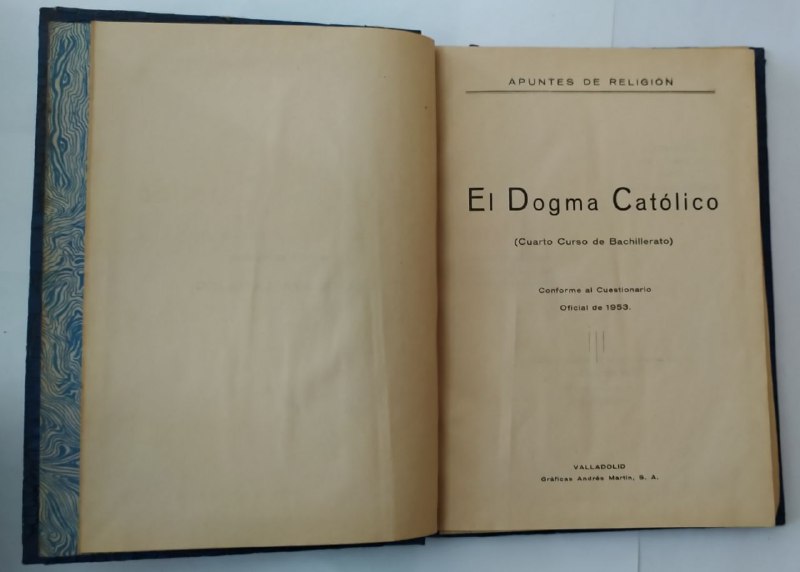 APUNTES DE RELIGIÓN
El Dogma Católico
(Cuarto Curso de Bachillerato)
Conforme al Cuestionario
Oficial de 1953.
VALLADOLID
Gráficas Andrés Martín, S. A.